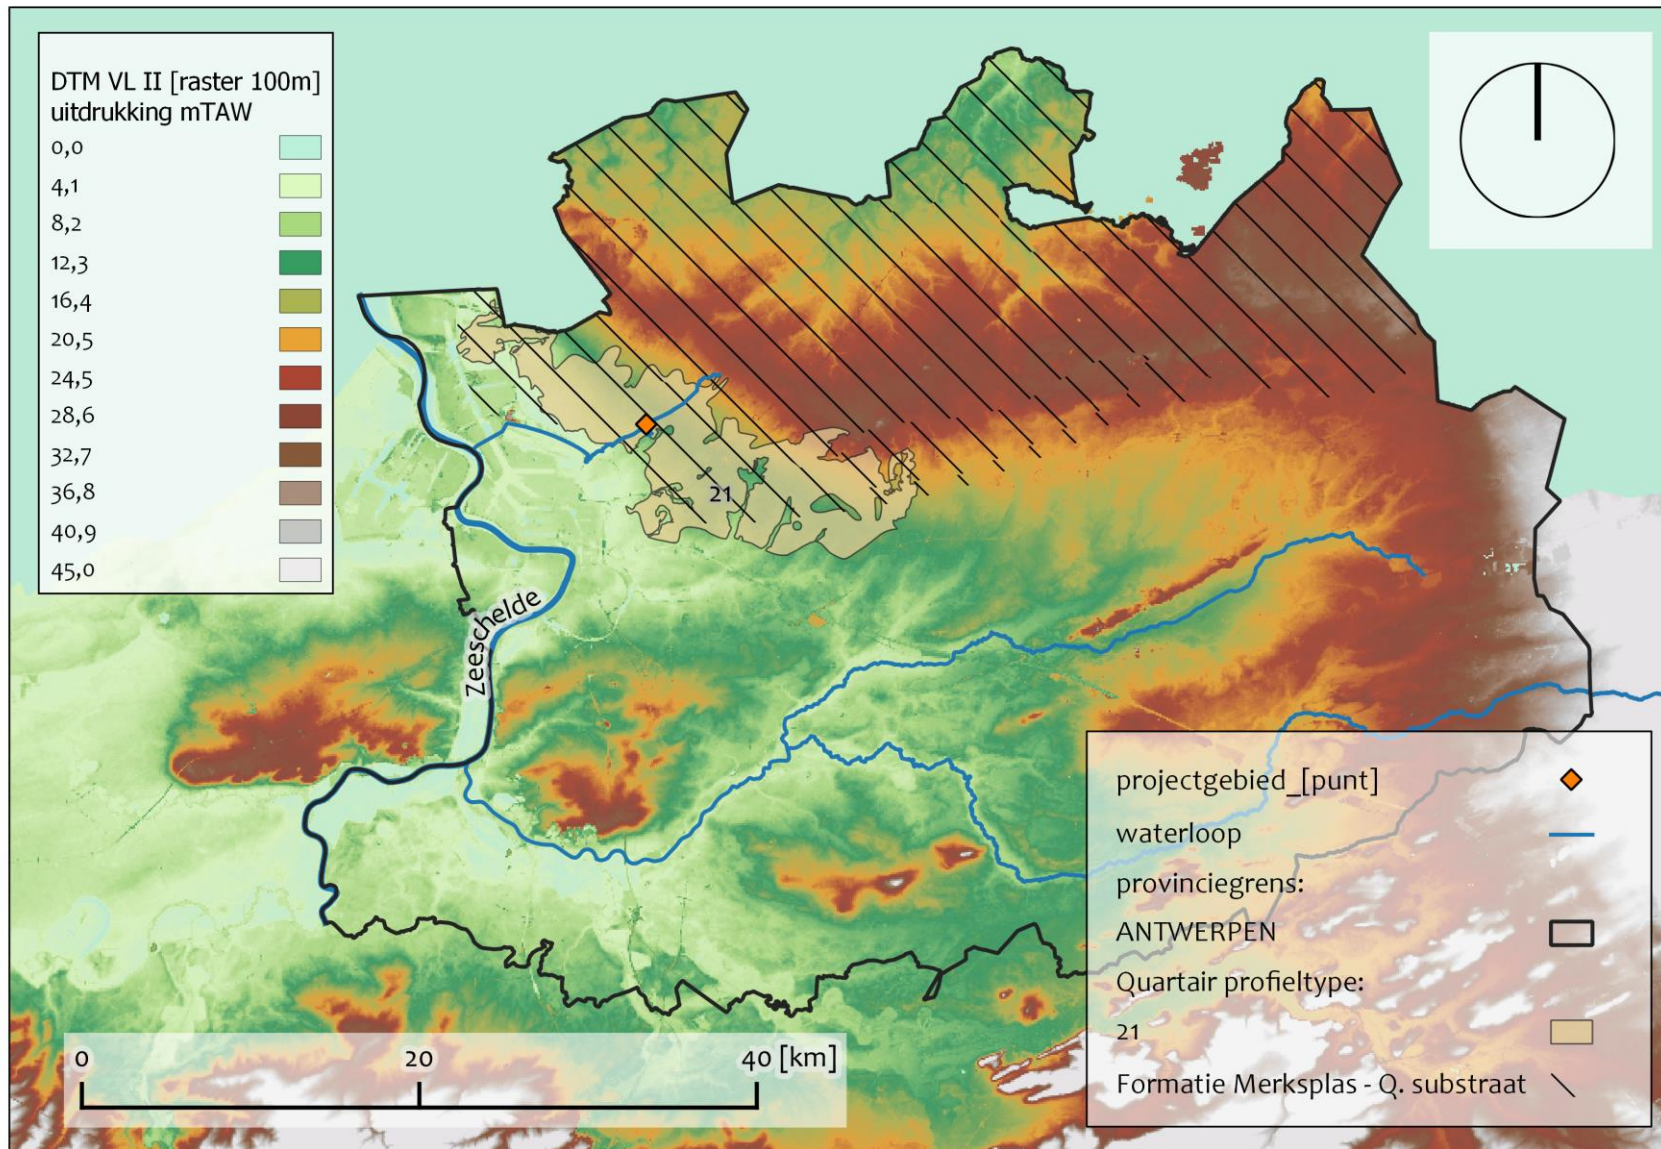 DTM VL II [raster 100m]
uitdrukking mTAW
0,0
4,1
8,2
12,3
16,4
20,5
24,5
28,6
32,7
36,8
40,9
45,0
21
Zeeschelde
projectgebied_[punt]
waterloop
provinciegrens:
ANTWERPEN
Quartair profieltype:
21
Formatie Merksplas - Q. substraat
0 20 40 [km]